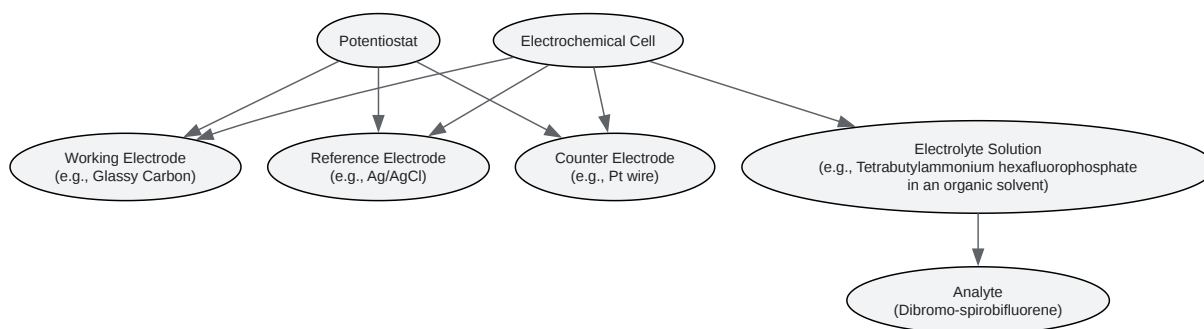 Potentiostat
Electrochemical Cell
Working Electrode
(e.g., Glassy Carbon)
Reference Electrode
(e.g., Ag/AgCl)
Counter Electrode
(e.g., Pt wire)
Electrolyte Solution
(e.g., Tetrabutylammonium hexafluorophosphate
in an organic solvent)
Analyte
(Dibromo-spirobifluorene)